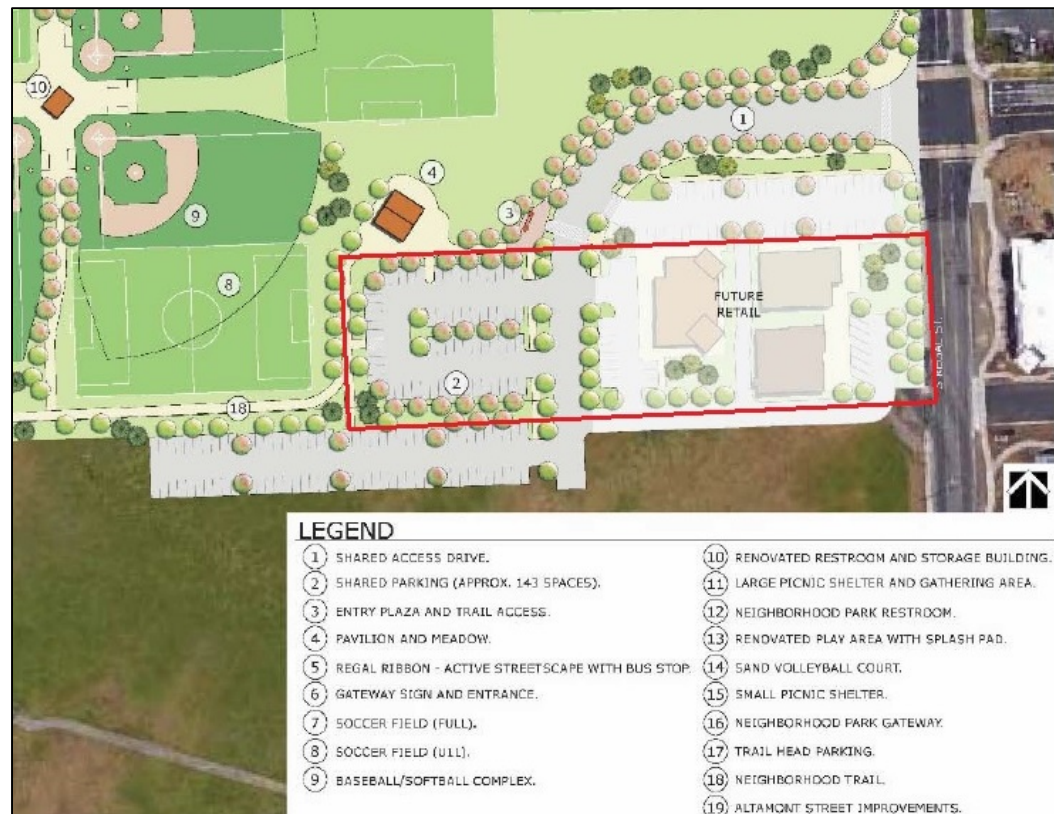 10
1
4
3
9
8
FUTURE
RETAIL
S REGAL ST.
2
18
LEGEND
1 SHARED ACCESS DRIVE.
2 SHARED PARKING (APPROX. 143 SPACES).
3 ENTRY PLAZA AND TRAIL ACCESS.
4 PAVILION AND MEADOW.
5 REGAL RIBBON - ACTIVE STREETSCAPE WITH BUS STOP.
6 GATEWAY SIGN AND ENTRANCE.
7 SOCCER FIELD (FULL).
8 SOCCER FIELD (U11).
9 BASEBALL/SOFTBALL COMPLEX.
10 RENOVATED RESTROOM AND STORAGE BUILDING.
11 LARGE PICNIC SHELTER AND GATHERING AREA.
12 NEIGHBORHOOD PARK RESTROOM.
13 RENOVATED PLAY AREA WITH SPLASH PAD.
14 SAND VOLLEYBALL COURT.
15 SMALL PICNIC SHELTER.
16 NEIGHBORHOOD PARK GATEWAY.
17 TRAIL HEAD PARKING.
18 NEIGHBORHOOD TRAIL.
19 ALTAMONT STREET IMPROVEMENTS.